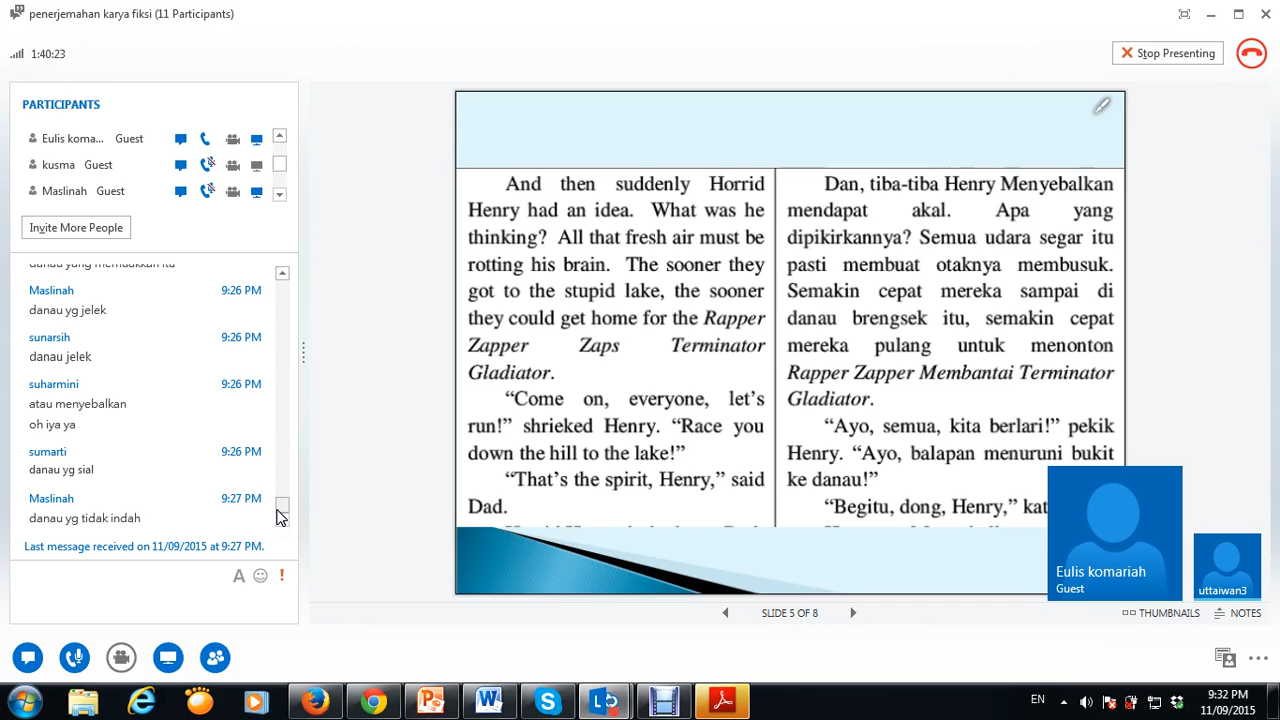 penerjemahan karya fiksi (11 Participants)
1:40:23
Stop Presenting
PARTICIPANTS
Eulis koma... Guest
kusma Guest
Maslinah Guest
Invite More People
Maslinah 9:26 PM
danau yg jelek
sunarsih 9:26 PM
danau jelek
suharmini 9:26 PM
atau menyebalkan
oh iya ya
sumarti 9:26 PM
danau yg sial
Maslinah 9:27 PM
danau yg tidak indah
Last message received on 11/09/2015 at 9:27 PM.
A !
And then suddenly Horrid
Henry had an idea. What was he
thinking? All that fresh air must be
rotting his brain. The sooner they
got to the stupid lake, the sooner
they could get home for the Rapper
Zapper Zaps Terminator
Gladiator.
“Come on, everyone, let’s
run!” shrieked Henry. “Race you
down the hill to the lake!”
“That’s the spirit, Henry,” said
Dad.
Dan, tiba-tiba Henry Menyebalkan
mendapat akal. Apa yang
dipikirkannya? Semua udara segar itu
pasti membuat otaknya membusuk.
Semakin cepat mereka sampai di
danau brengsek itu, semakin cepat
mereka pulang untuk menonton
Rapper Zapper Membantai Terminator
Gladiator.
“Ayo, semua, kita berlari!” pekik
Henry. “Ayo, balapan menuruni bukit
ke danau!”
“Begitu, dong, Henry,” kat
Eulis komariah
Guest
uttaiwan3
SLIDE 5 OF 8
THUMBNAILS
NOTES
EN
9:32 PM
11/09/2015